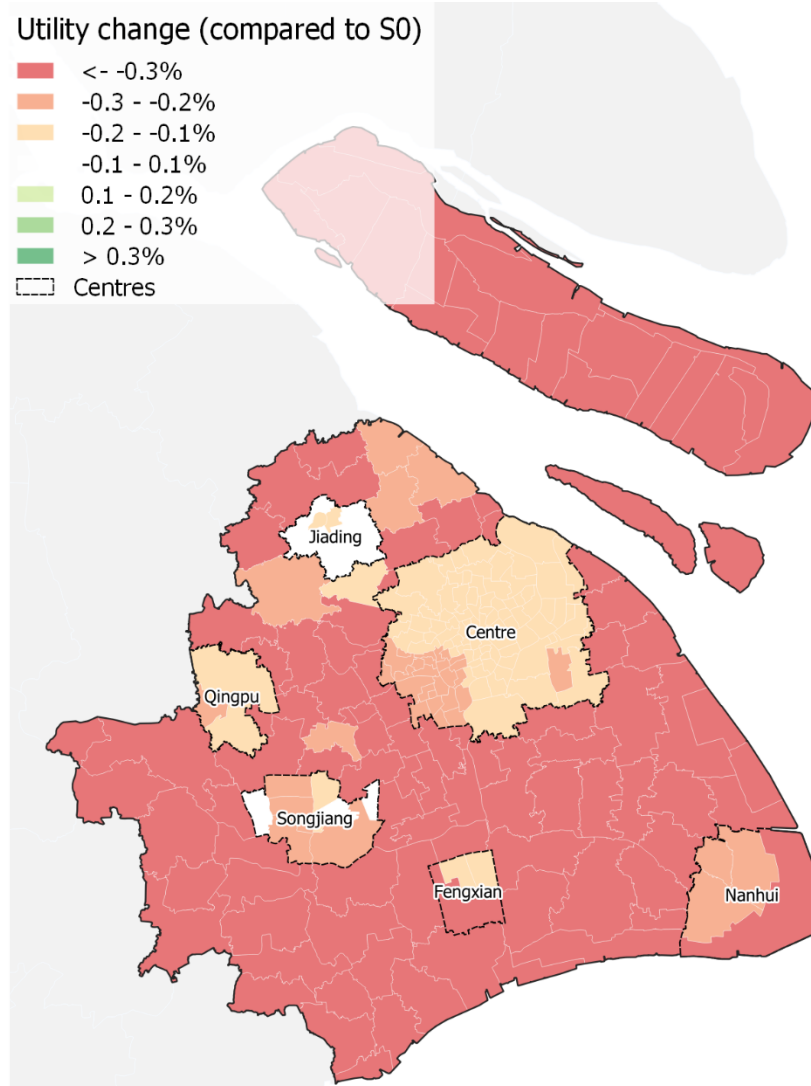 Utility change (compared to S0)
<- -0.3%
-0.3 - -0.2%
-0.2 - -0.1%
-0.1 - 0.1%
0.1 - 0.2%
0.2 - 0.3%
> 0.3%
Centres
Jiading
Centre
Qingpu
Songjiang
Fengxian
Nanhui